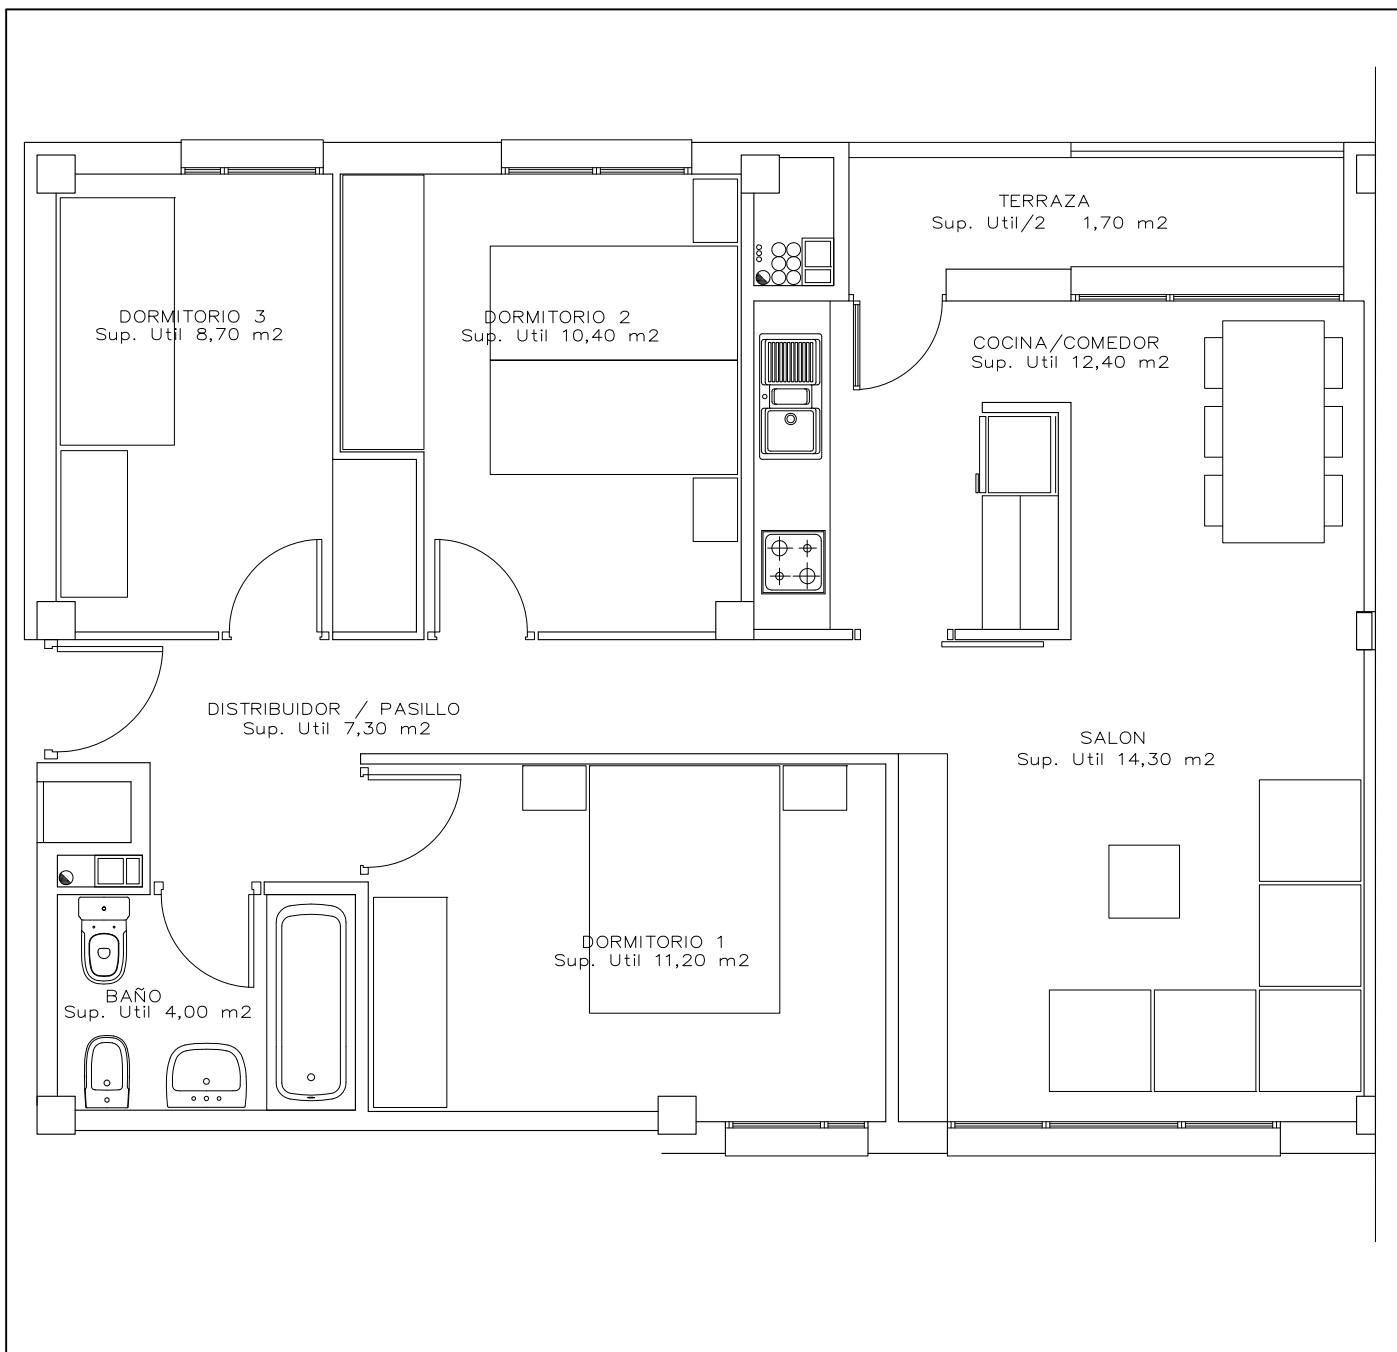 TERRAZA
Sup. Util/2 1,70 m2
DORMITORIO 3
Sup. Util 8,70 m2
DORMITORIO 2
Sup. Util 10,40 m2
COCINA/COMEDOR
Sup. Util 12,40 m2
DISTRIBUIDOR / PASILLO
Sup. Util 7,30 m2
SALON
Sup. Util 14,30 m2
DORMITORIO 1
Sup. Util 11,20 m2
BAÑO
Sup. Util 4,00 m2